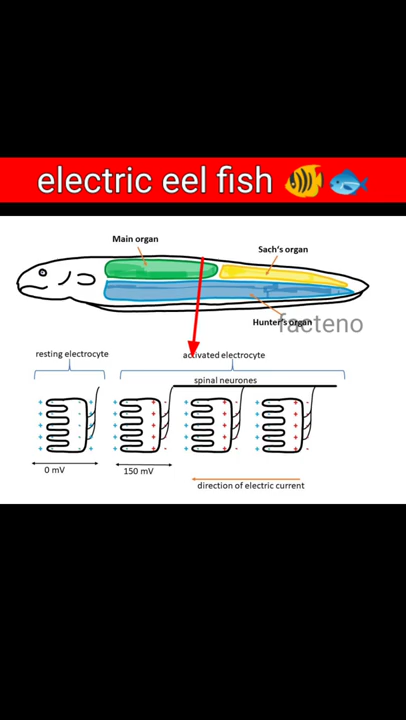 electric eel fish 🐠🐟
Main organ
Sach's organ
Hunter's organ
facteno
resting electrocyte
activated electrocyte
spinal neurones
0 mV
150 mV
direction of electric current